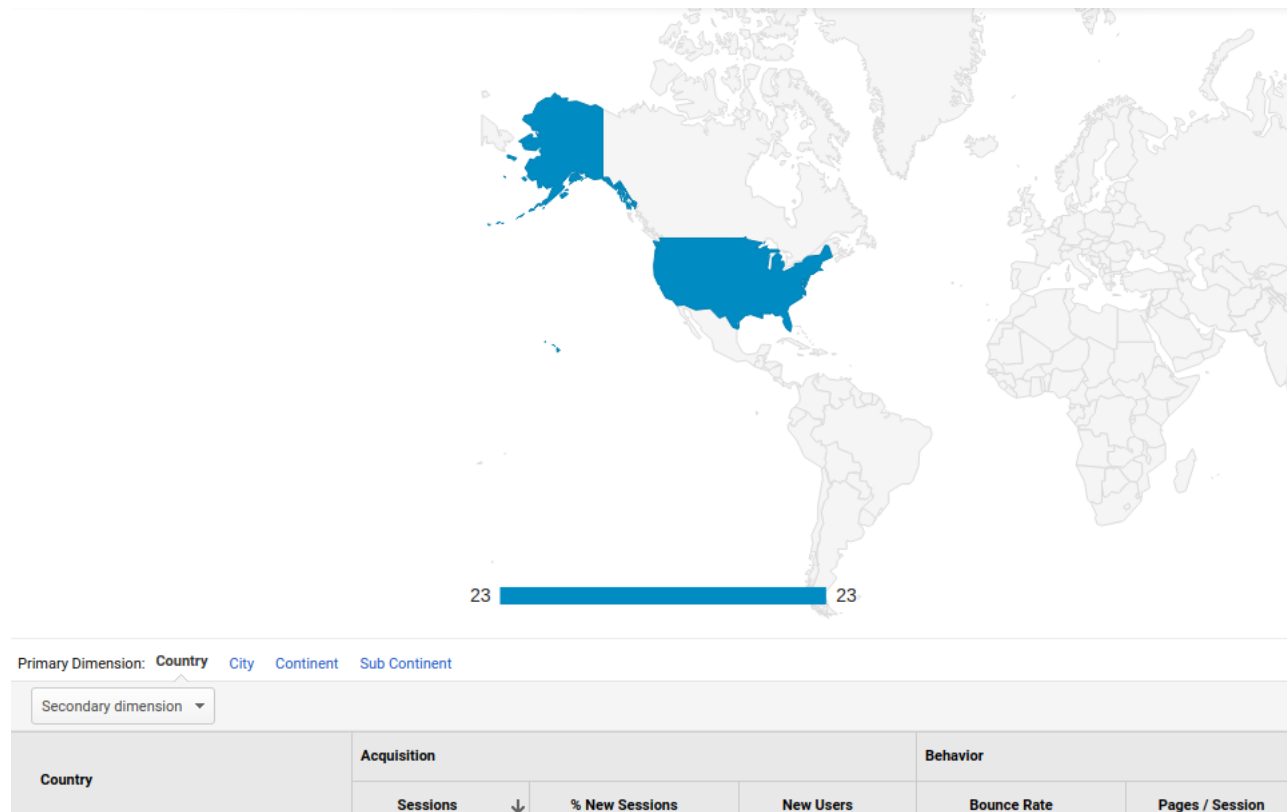 23 23
Primary Dimension: Country City Continent Sub Continent
Secondary dimension
Country
Acquisition Behavior
Sessions % New Sessions New Users Bounce Rate Pages / Session